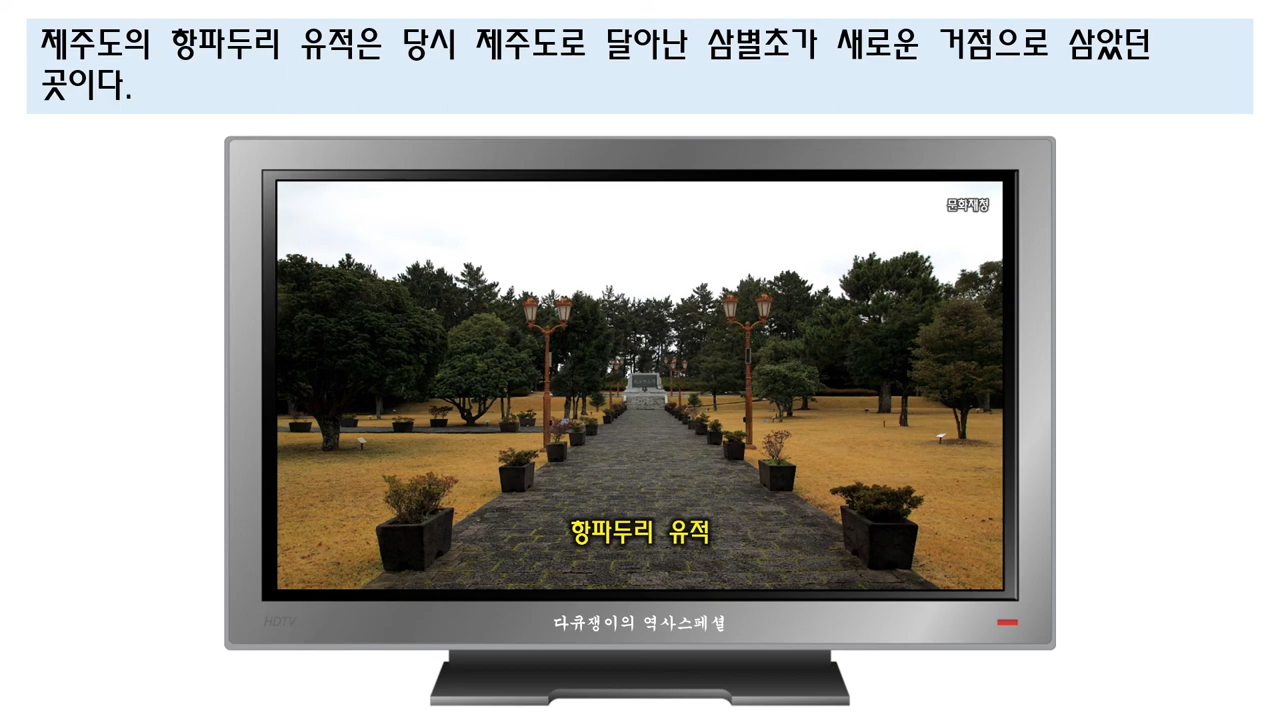 제주도의 항파두리 유적은 당시 제주도로 달아난 삼별초가 새로운 거점으로 삼았던
곳이다.
문화재청
항파두리 유적
HDTV
다큐쟁이의 역사스페셜